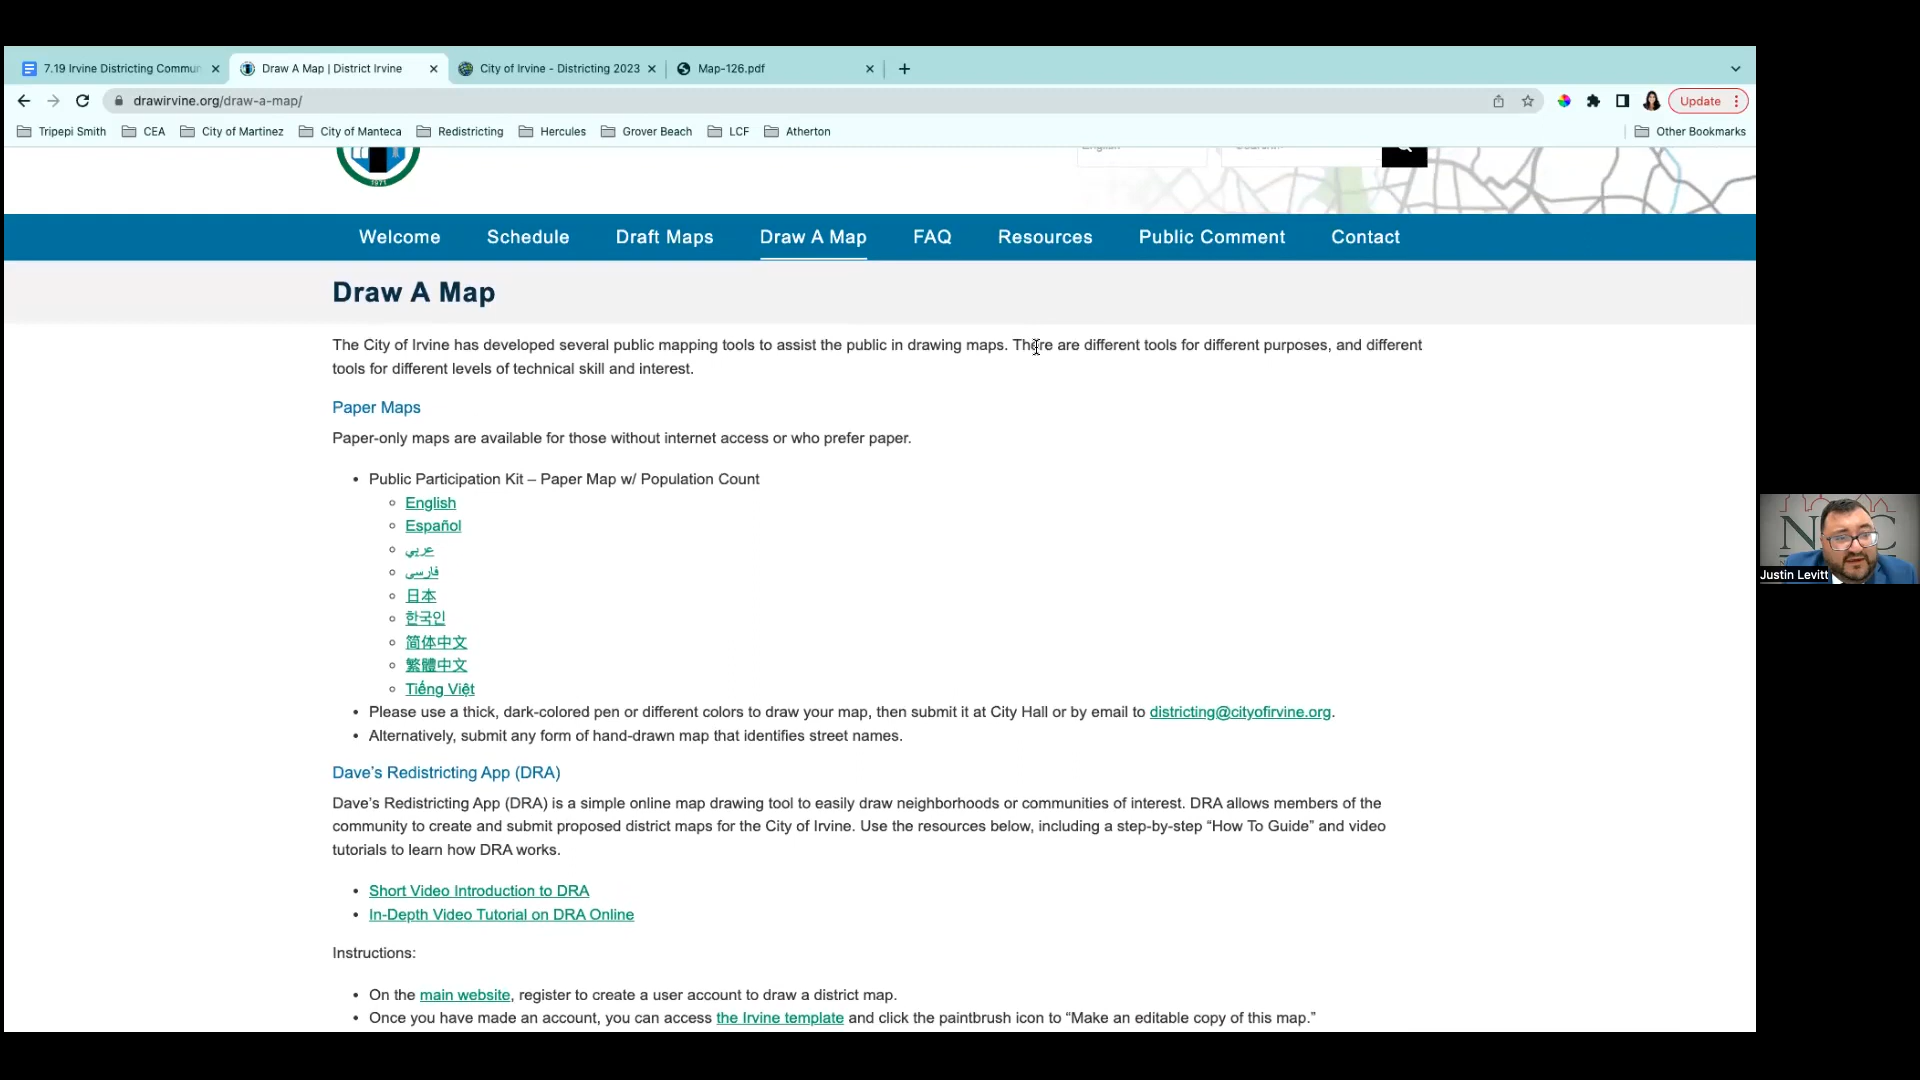 7.19 Irvine Districting Commun
Draw A Map | District Irvine
City of Irvine - Districting 2023
Map-126.pdf
drawirvine.org/draw-a-map/
Update
Tripepi Smith
CEA
City of Martinez
City of Manteca
Redistricting
Hercules
Grover Beach
LCF
Atherton
Other Bookmarks
1971
Welcome
Schedule
Draft Maps
Draw A Map
FAQ
Resources
Public Comment
Contact
Draw A Map
The City of Irvine has developed several public mapping tools to assist the public in drawing maps. There are different tools for different purposes, and different
tools for different levels of technical skill and interest.
Paper Maps
Paper-only maps are available for those without internet access or who prefer paper.
• Public Participation Kit – Paper Map w/ Population Count
English
Español
عربي
فارسی
日本
한국인
简体中文
繁體中文
Tiếng Việt
• Please use a thick, dark-colored pen or different colors to draw your map, then submit it at City Hall or by email to districting@cityofirvine.org.
• Alternatively, submit any form of hand-drawn map that identifies street names.
Dave’s Redistricting App (DRA)
Dave’s Redistricting App (DRA) is a simple online map drawing tool to easily draw neighborhoods or communities of interest. DRA allows members of the
community to create and submit proposed district maps for the City of Irvine. Use the resources below, including a step-by-step “How To Guide” and video
tutorials to learn how DRA works.
• Short Video Introduction to DRA
• In-Depth Video Tutorial on DRA Online
Instructions:
• On the main website, register to create a user account to draw a district map.
• Once you have made an account, you can access the Irvine template and click the paintbrush icon to “Make an editable copy of this map.”
Justin Levitt